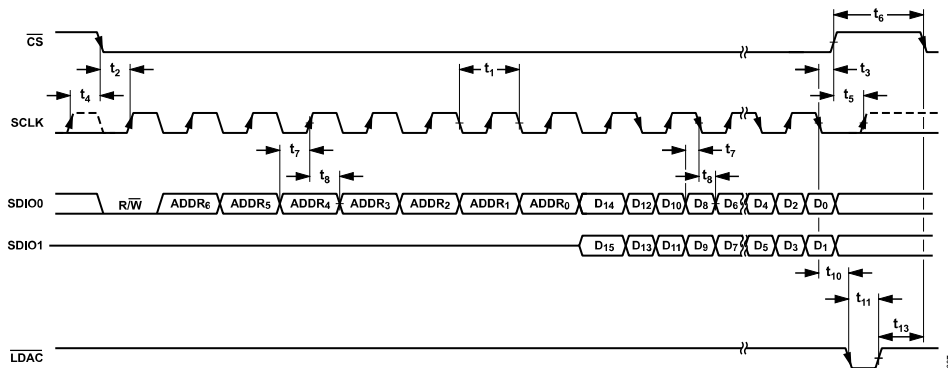 t6
CS
t2
t1
t3
t4
t5
SCLK
t7
t7
t8
t8
SDIO0
R/W
ADDR6
ADDR5
ADDR4
ADDR3
ADDR2
ADDR1
ADDR0
D14
D12
D10
D8
D6
D4
D2
D0
SDIO1
D15
D13
D11
D9
D7
D5
D3
D1
t10
t11
t13
LDAC